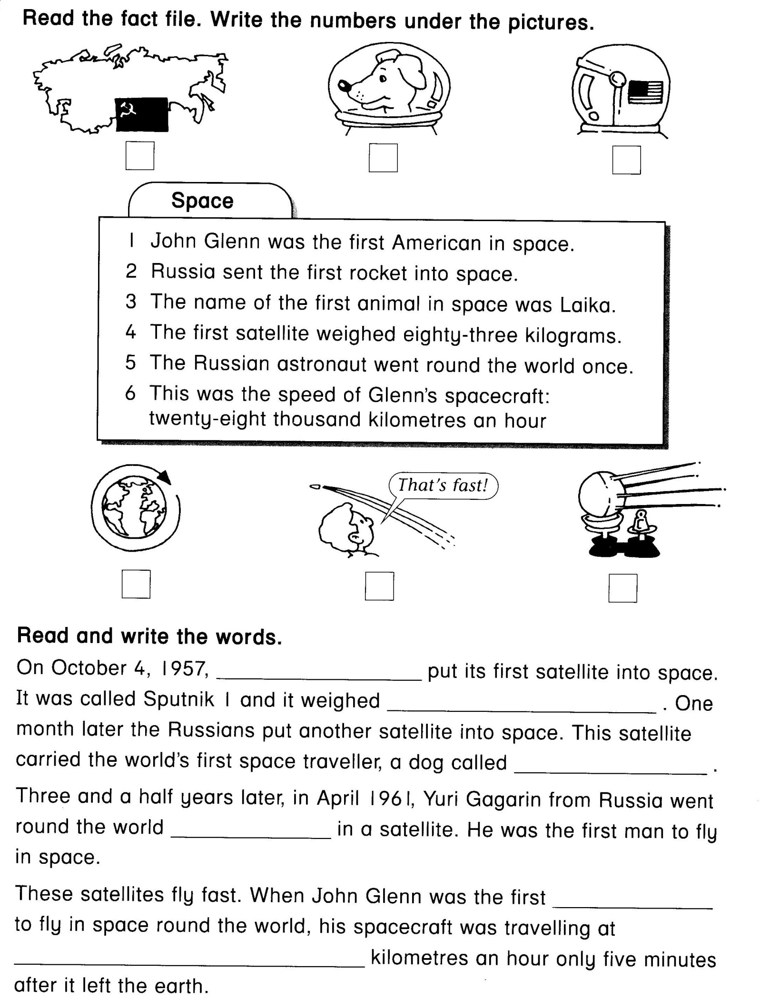 Read the fact file. Write the numbers under the pictures.
Space
1 John Glenn was the first American in space.
2 Russia sent the first rocket into space.
3 The name of the first animal in space was Laika.
4 The first satellite weighed eighty-three kilograms.
5 The Russian astronaut went round the world once.
6 This was the speed of Glenn's spacecraft:
twenty-eight thousand kilometres an hour
That's fast!
Read and write the words.
On October 4, 1957, ____________ put its first satellite into space.
It was called Sputnik 1 and it weighed ____________ . One
month later the Russians put another satellite into space. This satellite
carried the world's first space traveller, a dog called ____________ .
Three and a half years later, in April 1961, Yuri Gagarin from Russia went
round the world ____________ in a satellite. He was the first man to fly
in space.
These satellites fly fast. When John Glenn was the first ____________
to fly in space round the world, his spacecraft was travelling at
____________ kilometres an hour only five minutes
after it left the earth.